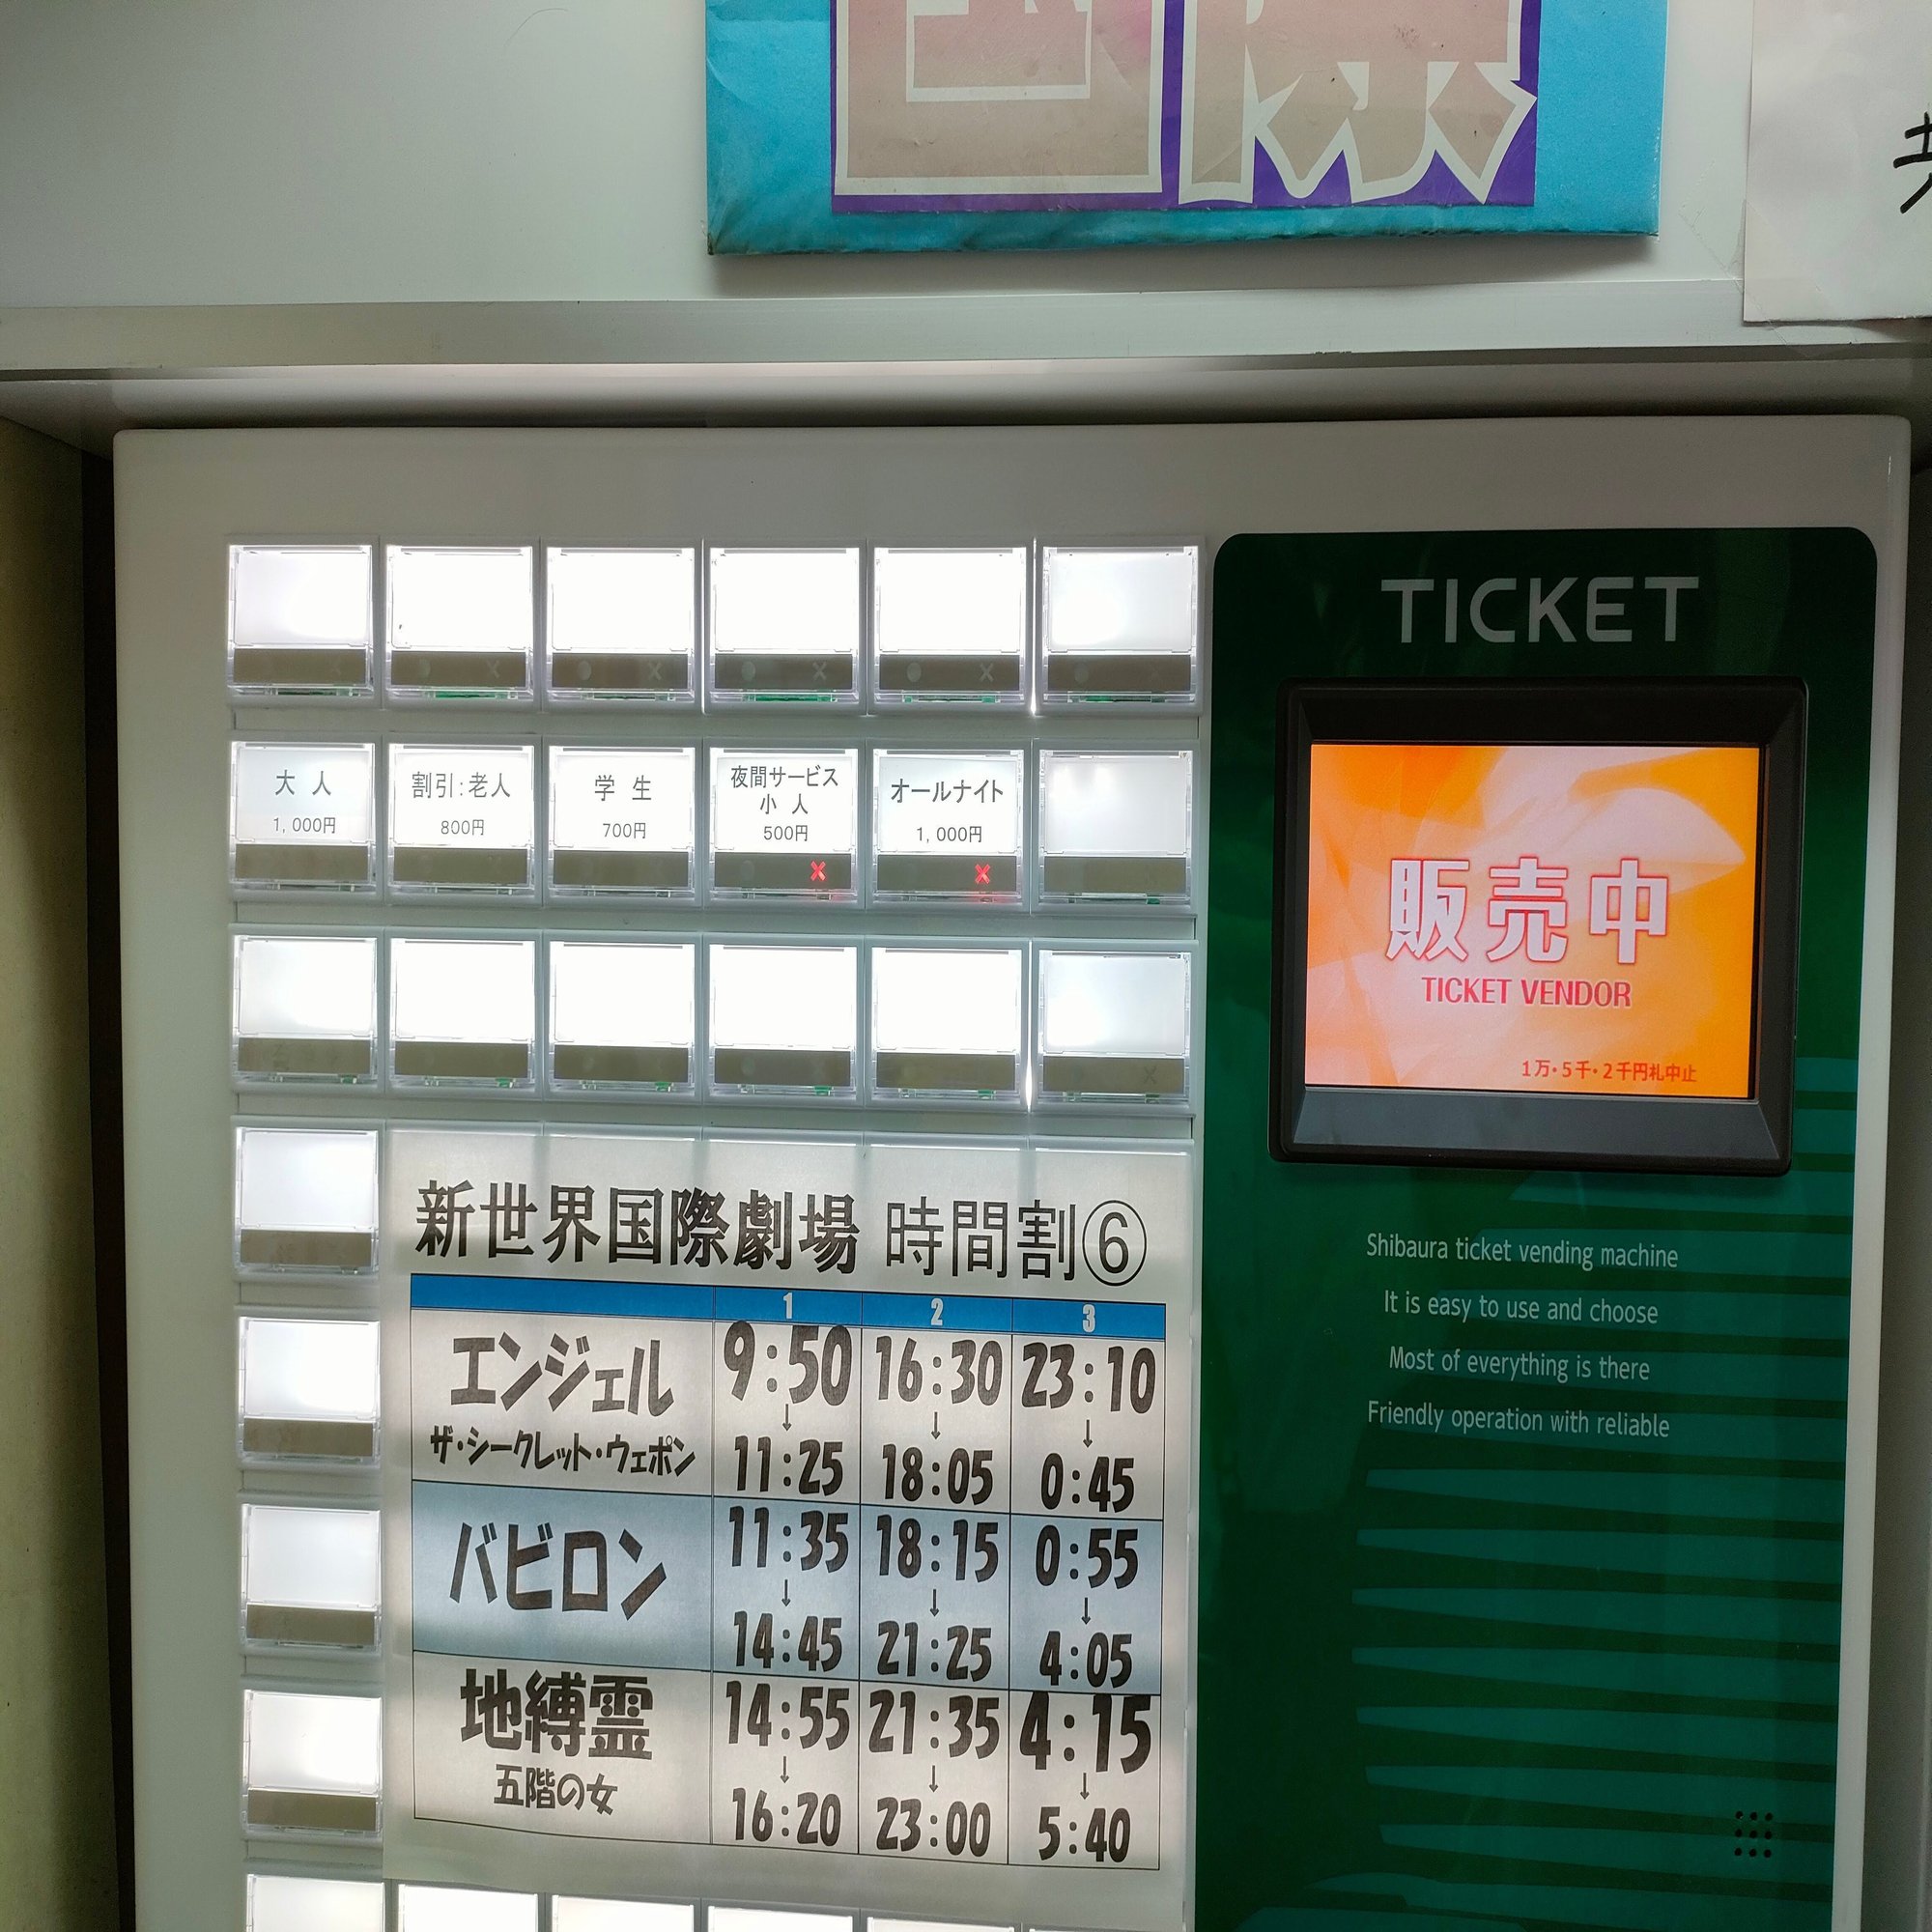 国際
TICKET
大人
1,000円
割引:老人
800円
学生
700円
夜間サービス
小人
500円
オールナイト
1,000円
販売中
TICKET VENDOR
1万・5千・2千円札中止
Shibaura ticket vending machine
It is easy to use and choose
Most of everything is there
Friendly operation with reliable
新世界国際劇場 時間割⑥
1 2 3
エンジェル
ザ・シークレット・ウェポン
9:50 16:30 23:10
↓ ↓ ↓
11:25 18:05 0:45
バビロン
11:35 18:15 0:55
↓ ↓ ↓
14:45 21:25 4:05
地縛霊
五階の女
14:55 21:35 4:15
↓ ↓ ↓
16:20 23:00 5:40